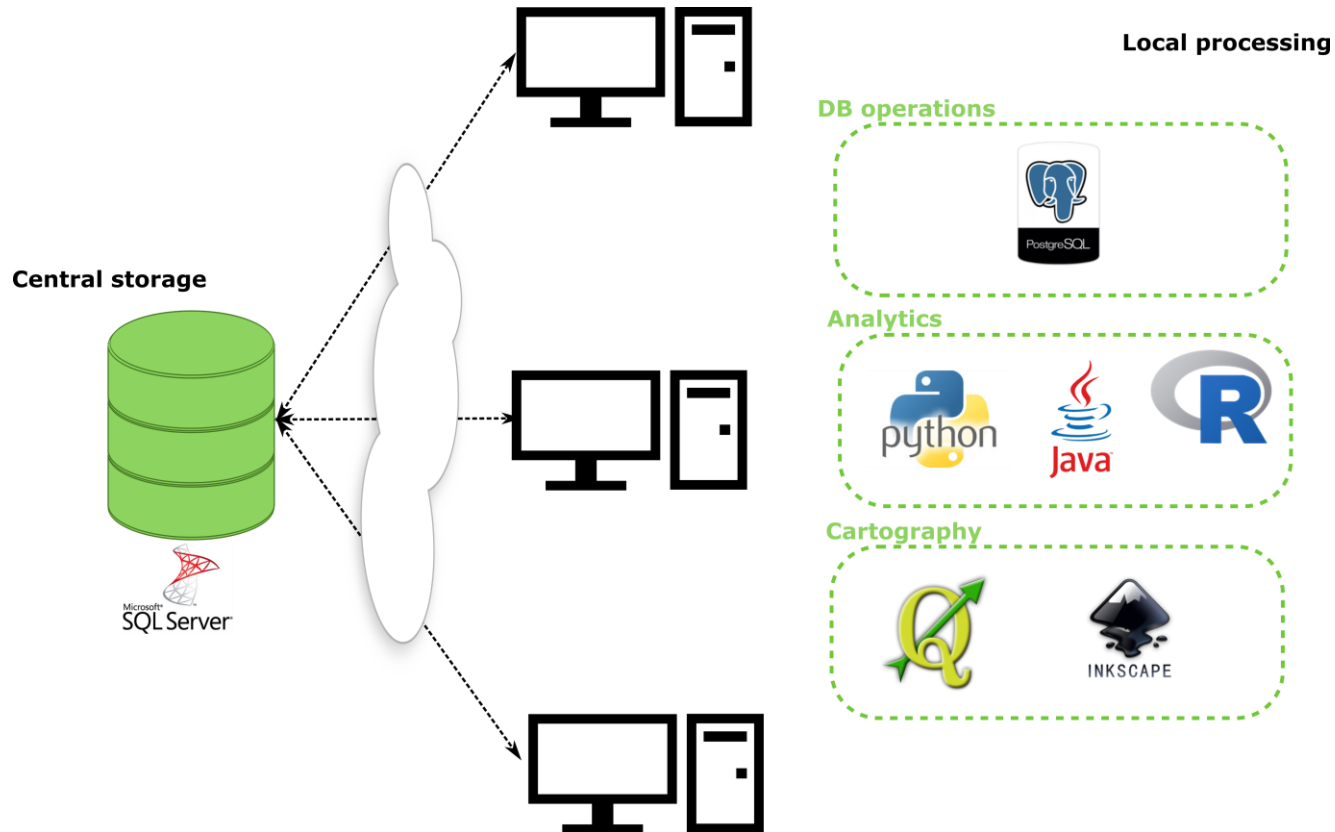 Local processing
DB operations
PostgreSQL
Central storage
Analytics
python
Java
R
Cartography
Microsoft®
SQL Server
Q
INKSCAPE